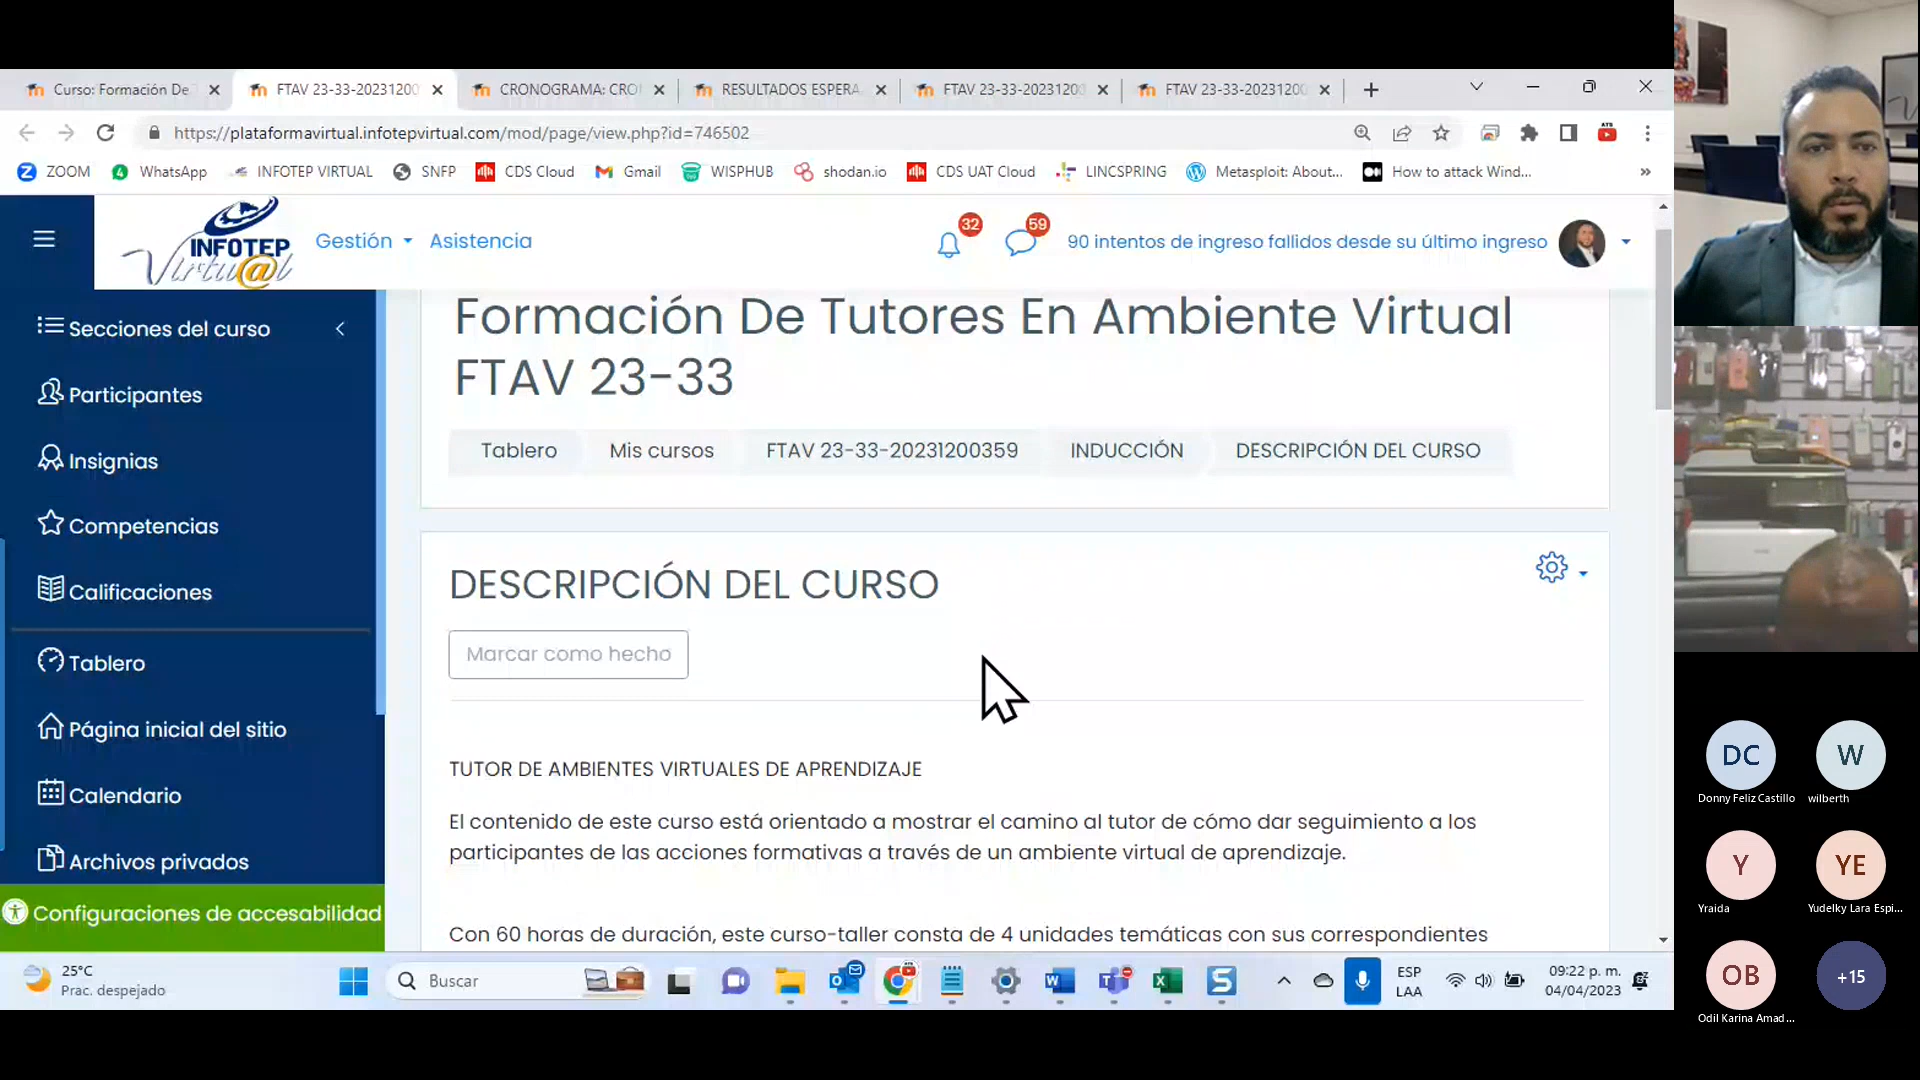 Curso: Formación De T
FTAV 23-33-20231200
CRONOGRAMA: CRO
RESULTADOS ESPERA
FTAV 23-33-20231200
FTAV 23-33-20231200
https://plataformavirtual.infotepvirtual.com/mod/page/view.php?id=746502
ZOOM
WhatsApp
INFOTEP VIRTUAL
SNFP
CDS Cloud
Gmail
WISPHUB
shodan.io
CDS UAT Cloud
LINCSPRING
Metasploit: About...
How to attack Wind...
»
INFOTEP
Virtu@l
Gestión
Asistencia
32
59
90 intentos de ingreso fallidos desde su último ingreso
Secciones del curso
Participantes
Insignias
Competencias
Calificaciones
Tablero
Página inicial del sitio
Calendario
Archivos privados
Configuraciones de accesabilidad
Formación De Tutores En Ambiente Virtual
FTAV 23-33
Tablero
Mis cursos
FTAV 23-33-20231200359
INDUCCIÓN
DESCRIPCIÓN DEL CURSO
DESCRIPCIÓN DEL CURSO
Marcar como hecho
TUTOR DE AMBIENTES VIRTUALES DE APRENDIZAJE
El contenido de este curso está orientado a mostrar el camino al tutor de cómo dar seguimiento a los
participantes de las acciones formativas a través de un ambiente virtual de aprendizaje.
Con 60 horas de duración, este curso-taller consta de 4 unidades temáticas con sus correspondientes
25°C
Prac. despejado
Buscar
ESP
LAA
09:22 p. m.
04/04/2023
DC
Donny Feliz Castillo
W
wilberth
Y
Yraida
YE
Yudelky Lara Espi...
OB
Odil Karina Amad...
+15